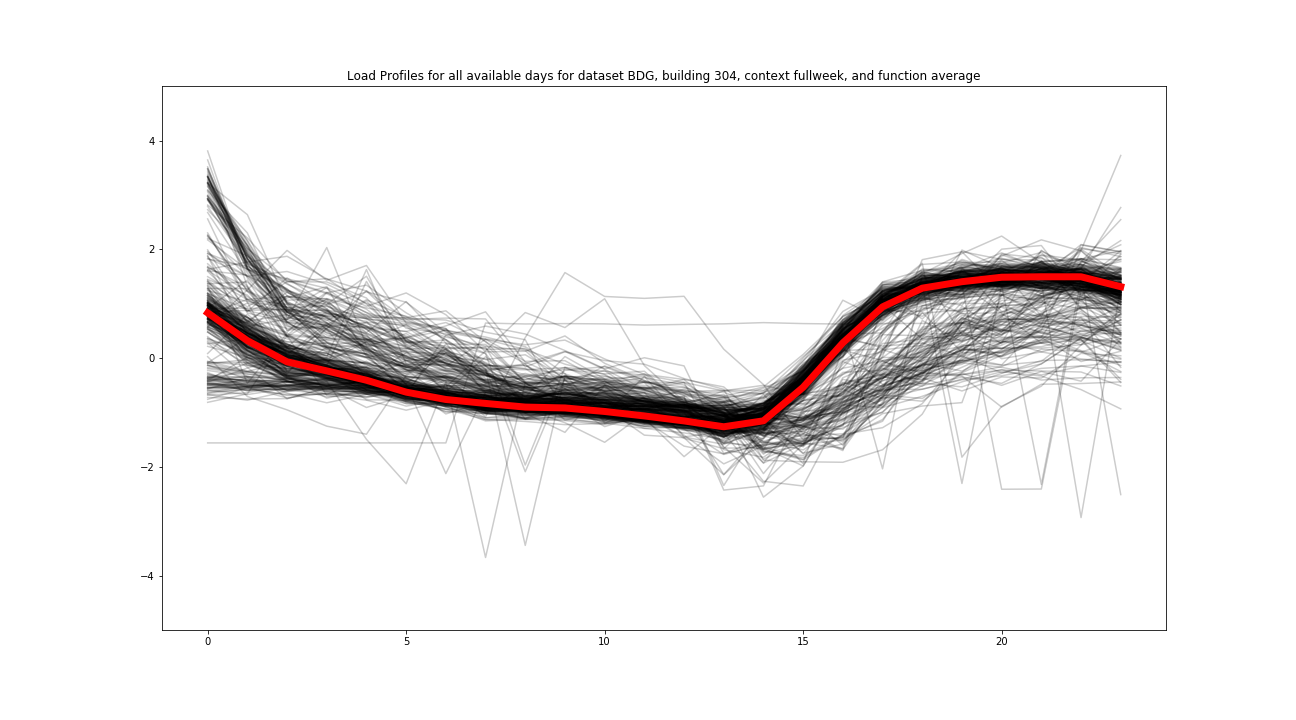 Load Profiles for all available days for dataset BDG, building 304, context fullweek, and function average
4
2
0
−2
−4
0 5 10 15 20